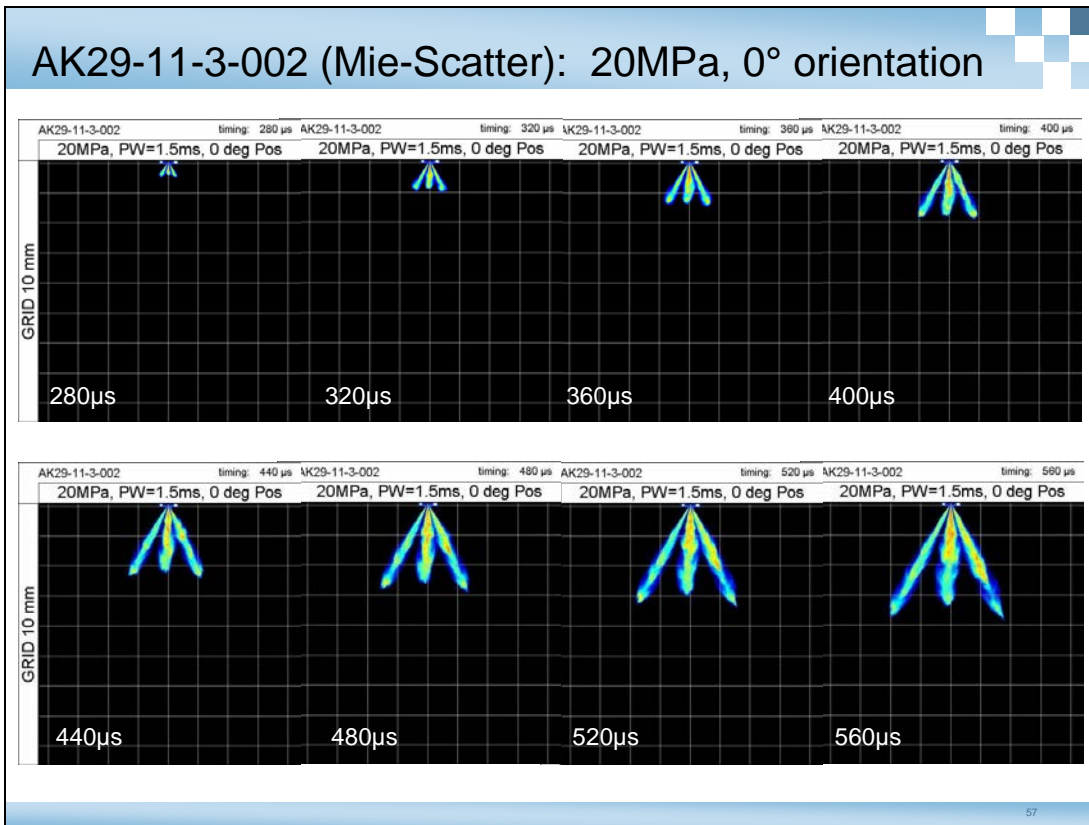 AK29-11-3-002 (Mie-Scatter): 20MPa, 0° orientation
AK29-11-3-002 timing: 280 µs AK29-11-3-002 timing: 320 µs AK29-11-3-002 timing: 360 µs AK29-11-3-002 timing: 400 µs
20MPa, PW=1.5ms, 0 deg Pos 20MPa, PW=1.5ms, 0 deg Pos 20MPa, PW=1.5ms, 0 deg Pos 20MPa, PW=1.5ms, 0 deg Pos
GRID 10 mm
280µs 320µs 360µs 400µs
AK29-11-3-002 timing: 440 µs AK29-11-3-002 timing: 480 µs AK29-11-3-002 timing: 520 µs AK29-11-3-002 timing: 560 µs
20MPa, PW=1.5ms, 0 deg Pos 20MPa, PW=1.5ms, 0 deg Pos 20MPa, PW=1.5ms, 0 deg Pos 20MPa, PW=1.5ms, 0 deg Pos
GRID 10 mm
440µs 480µs 520µs 560µs
57